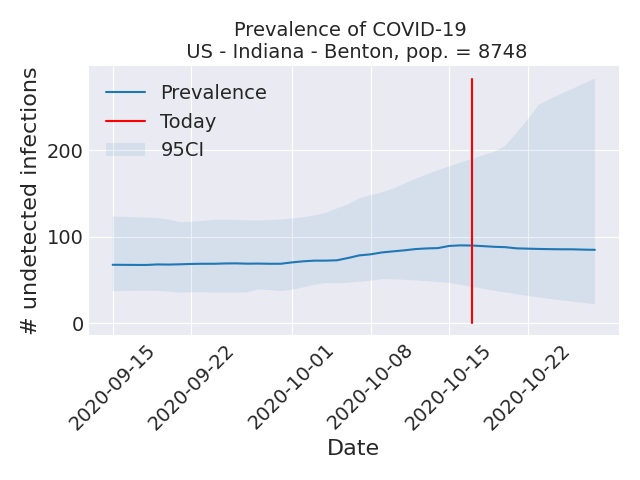 Prevalence of COVID-19
US - Indiana - Benton, pop. = 8748
Prevalence
Today
95CI
# undetected infections
200
100
0
2020-09-15
2020-09-22
2020-10-01
2020-10-08
2020-10-15
2020-10-22
Date